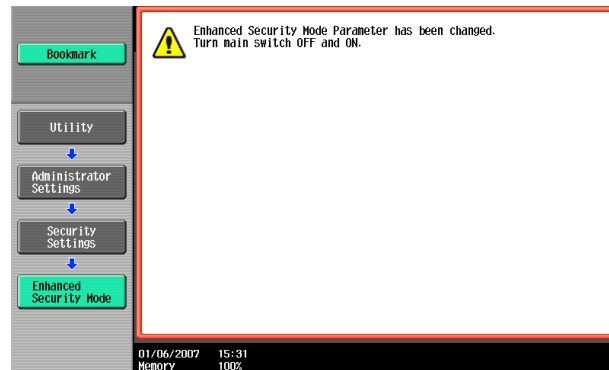 Bookmark
Utility
Administrator
Settings
Security
Settings
Enhanced
Security Mode
Enhanced Security Mode Parameter has been changed.
Turn main switch OFF and ON.
01/06/2007 15:31
Memory 100%